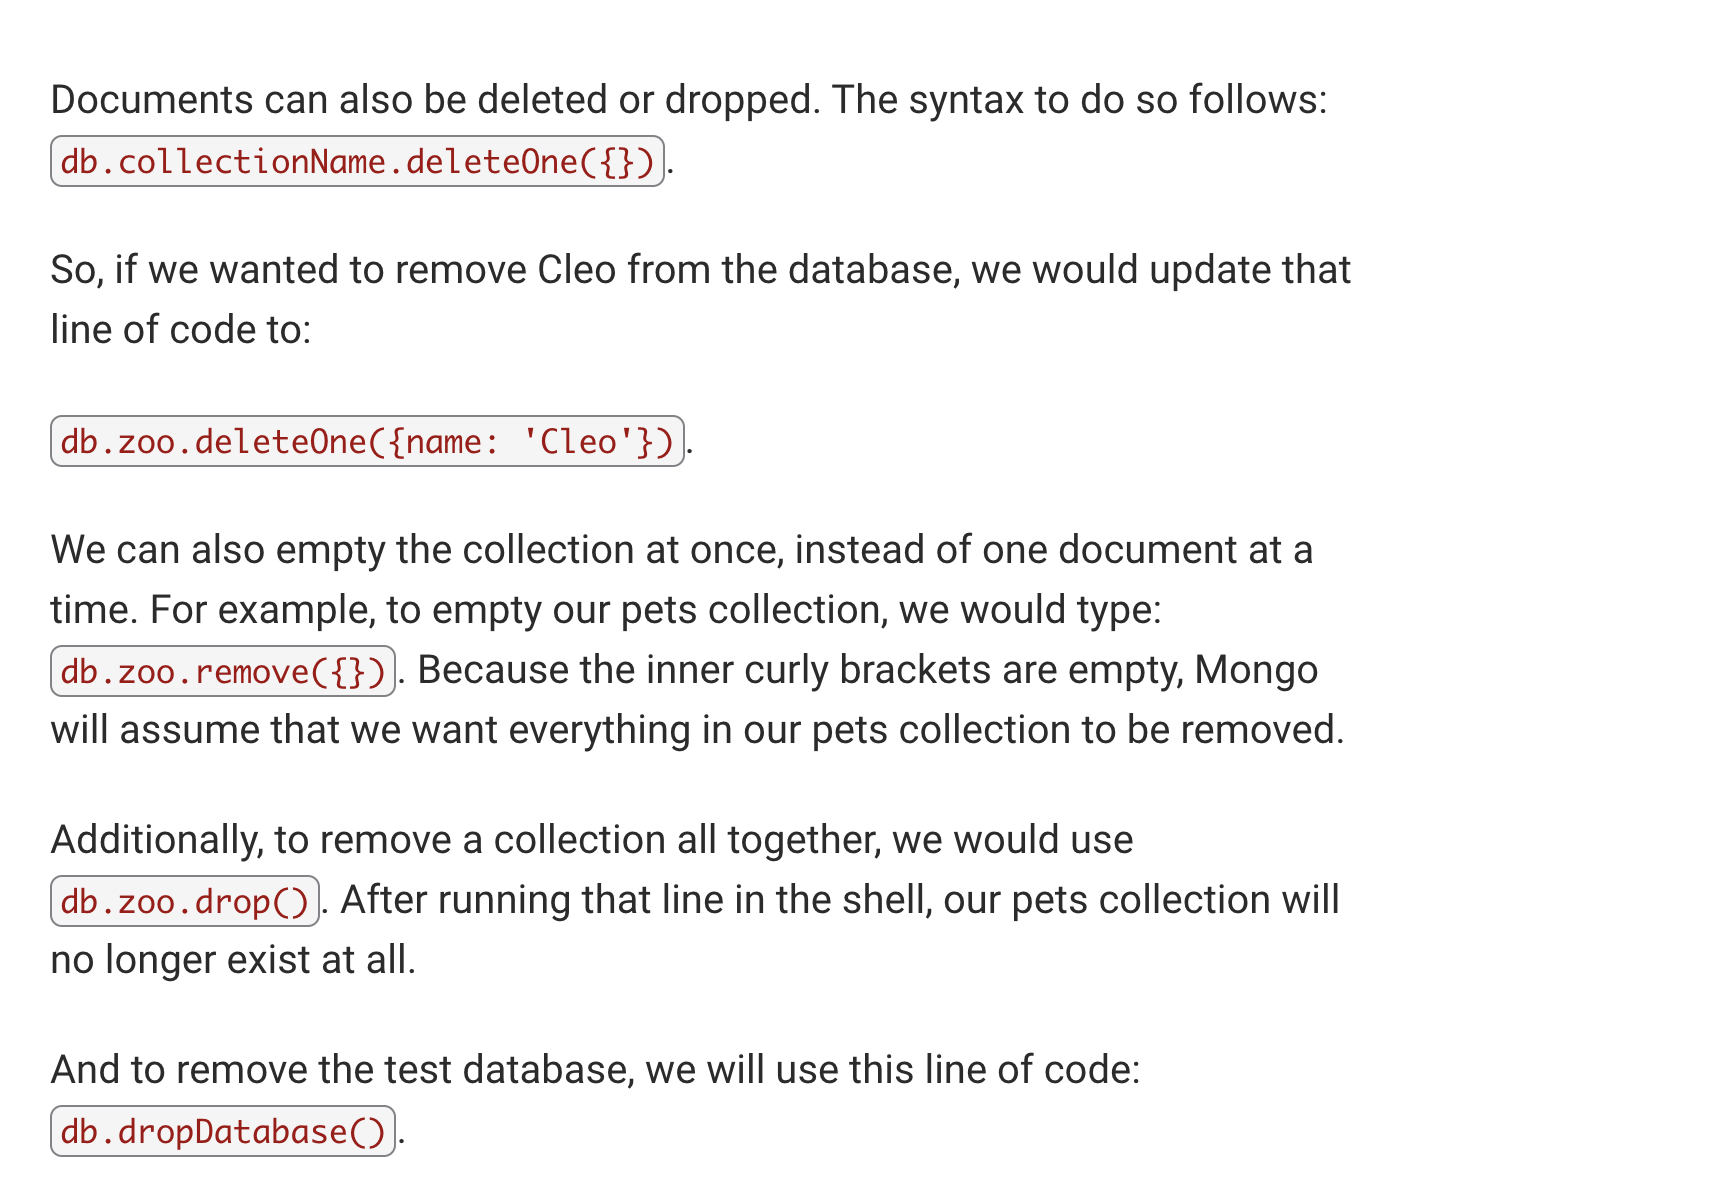 Documents can also be deleted or dropped. The syntax to do so follows:
db.collectionName.deleteOne({}).
So, if we wanted to remove Cleo from the database, we would update that
line of code to:
db.zoo.deleteOne({name: 'Cleo'}).
We can also empty the collection at once, instead of one document at a
time. For example, to empty our pets collection, we would type:
db.zoo.remove({}). Because the inner curly brackets are empty, Mongo
will assume that we want everything in our pets collection to be removed.
Additionally, to remove a collection all together, we would use
db.zoo.drop(). After running that line in the shell, our pets collection will
no longer exist at all.
And to remove the test database, we will use this line of code:
db.dropDatabase().